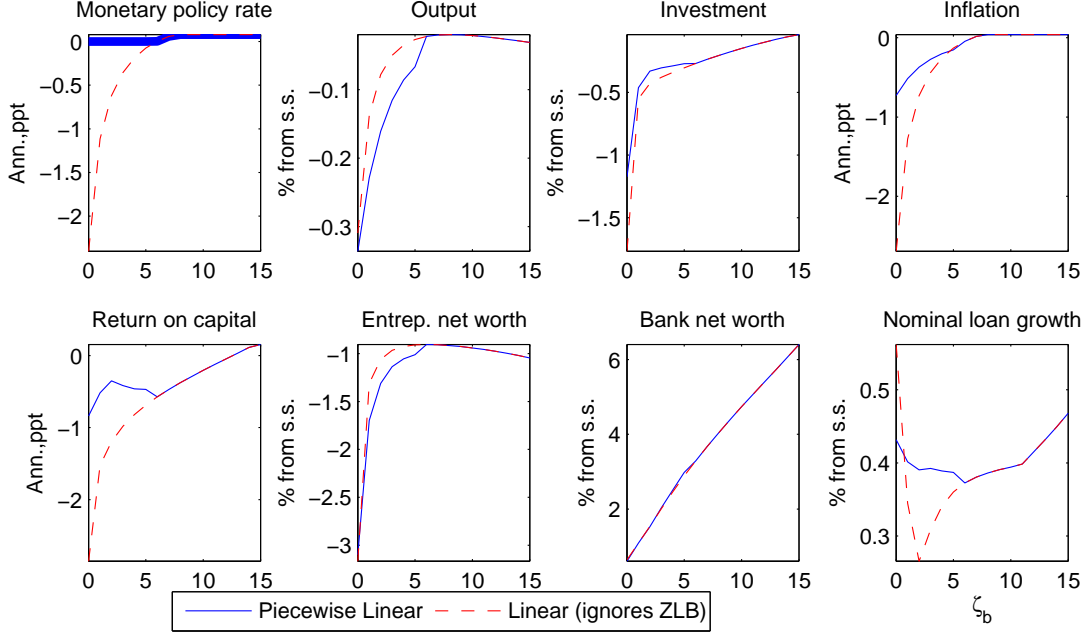 Monetary policy rate
Output
Investment
Inflation
Ann.,ppt
0
−0.5
−1
−1.5
−2
0 5 10 15
% from s.s.
−0.1
−0.2
−0.3
0 5 10 15
% from s.s.
−0.5
−1
−1.5
0 5 10 15
Ann.,ppt
0
−1
−2
0 5 10 15
Return on capital
Entrep. net worth
Bank net worth
Nominal loan growth
Ann.,ppt
0
−1
−2
0 5 10 15
% from s.s.
−1
−1.5
−2
−2.5
−3
0 5 10 15
% from s.s.
6
4
2
0 5 10 15
% from s.s.
0.5
0.4
0.3
0 5 10 15
ζ_b
Piecewise Linear
Linear (ignores ZLB)